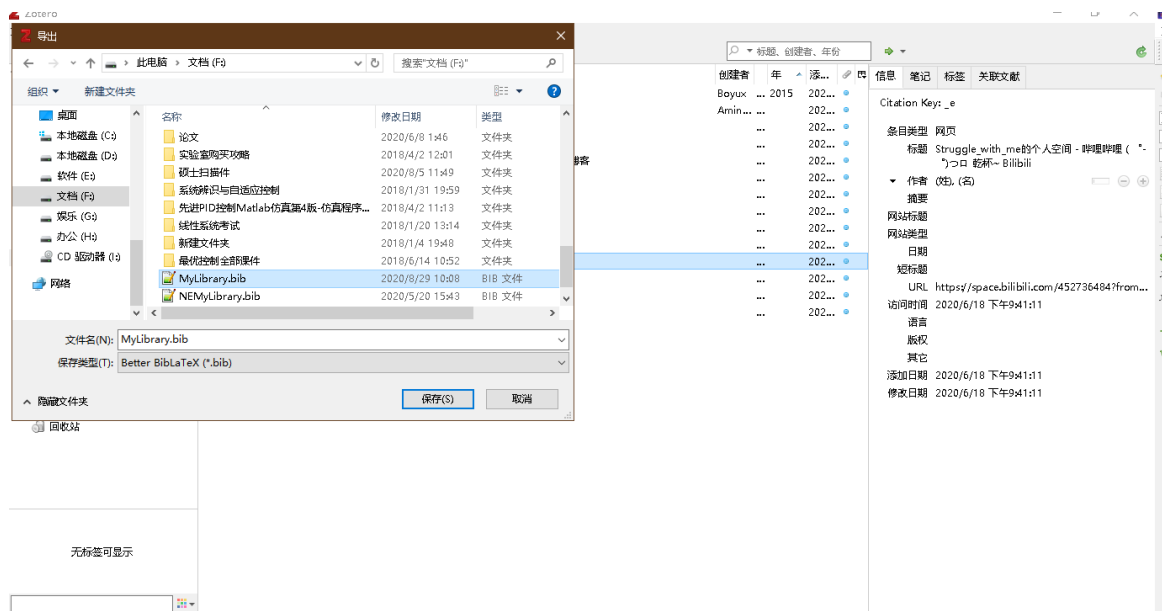 Zotero
导出
此电脑 › 文档 (F:)
搜索"文档 (F:)"
组织 新建文件夹
桌面
本地磁盘 (C:)
本地磁盘 (D:)
软件 (E:)
文档 (F:)
娱乐 (G:)
办公 (H:)
CD 驱动器 (I:)
网络
名称 修改日期 类型
论文 2020/6/8 1:46 文件夹
实验室购买攻略 2018/4/2 12:01 文件夹
硕士扫描件 2020/8/5 11:49 文件夹
系统辨识与自适应控制 2018/1/31 19:59 文件夹
先进PID控制Matlab仿真第4版-仿真程序... 2018/4/2 11:13 文件夹
线性系统考试 2018/1/20 13:14 文件夹
新建文件夹 2018/1/4 19:48 文件夹
最优控制全部课件 2018/6/14 10:52 文件夹
MyLibrary.bib 2020/8/29 10:08 BIB 文件
NEMyLibrary.bib 2020/5/20 15:43 BIB 文件
文件名(N): MyLibrary.bib
保存类型(T): Better BibLaTeX (*.bib)
隐藏文件夹
保存(S) 取消
回收站
无标签可显示
博客
标题、创建者、年份
创建者 年 添...
Boyu× ... 2015 202...
Amin... ... 202...
... 202...
... 202...
... 202...
... 202...
... 202...
... 202...
... 202...
... 202...
... 202...
... 202...
... 202...
... 202...
信息 笔记 标签 关联文献
Citation Key: _e
条目类型 网页
标题 Struggle_with_me的个人空间 - 哔哩哔哩 ( ゜-
゜)つロ 乾杯~ Bilibili
作者 (姓), (名)
摘要
网站标题
网站类型
日期
短标题
URL https://space.bilibili.com/452736484?from...
访问时间 2020/6/18 下午9:41:11
语言
版权
其它
添加日期 2020/6/18 下午9:41:11
修改日期 2020/6/18 下午9:41:11